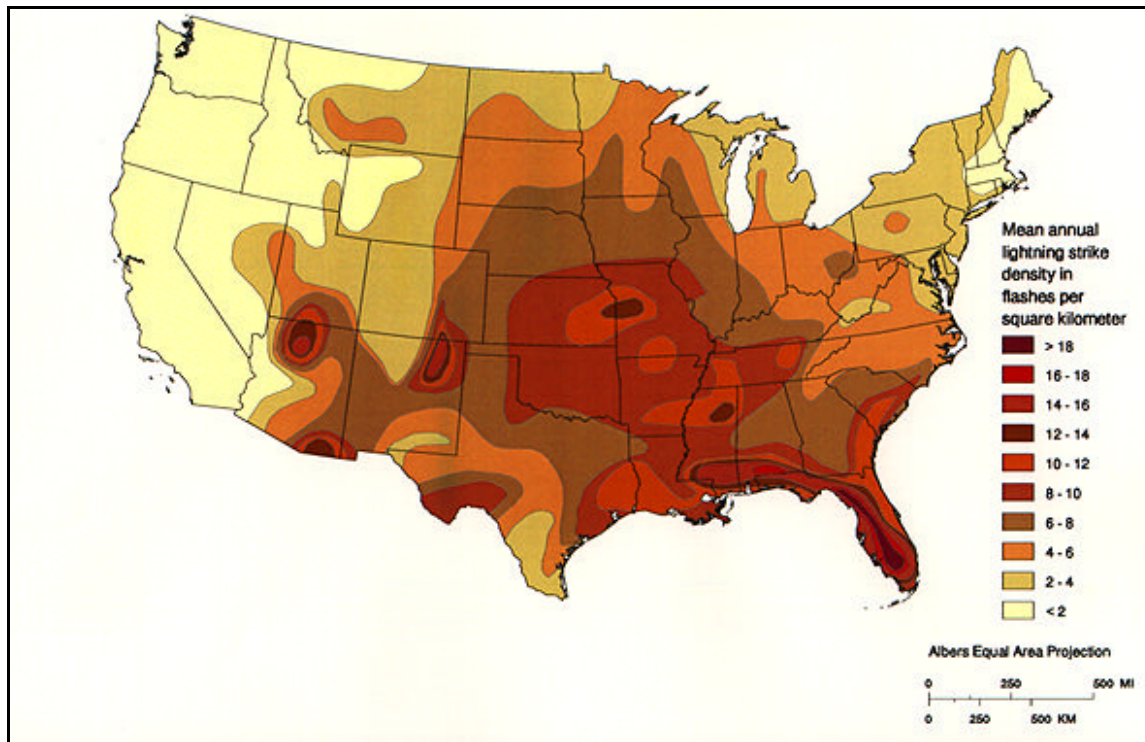 Mean annual
lightning strike
density in
flashes per
square kilometer
> 18
16 - 18
14 - 16
12 - 14
10 - 12
8 - 10
6 - 8
4 - 6
2 - 4
< 2
Albers Equal Area Projection
0 250 500 MI
0 250 500 KM